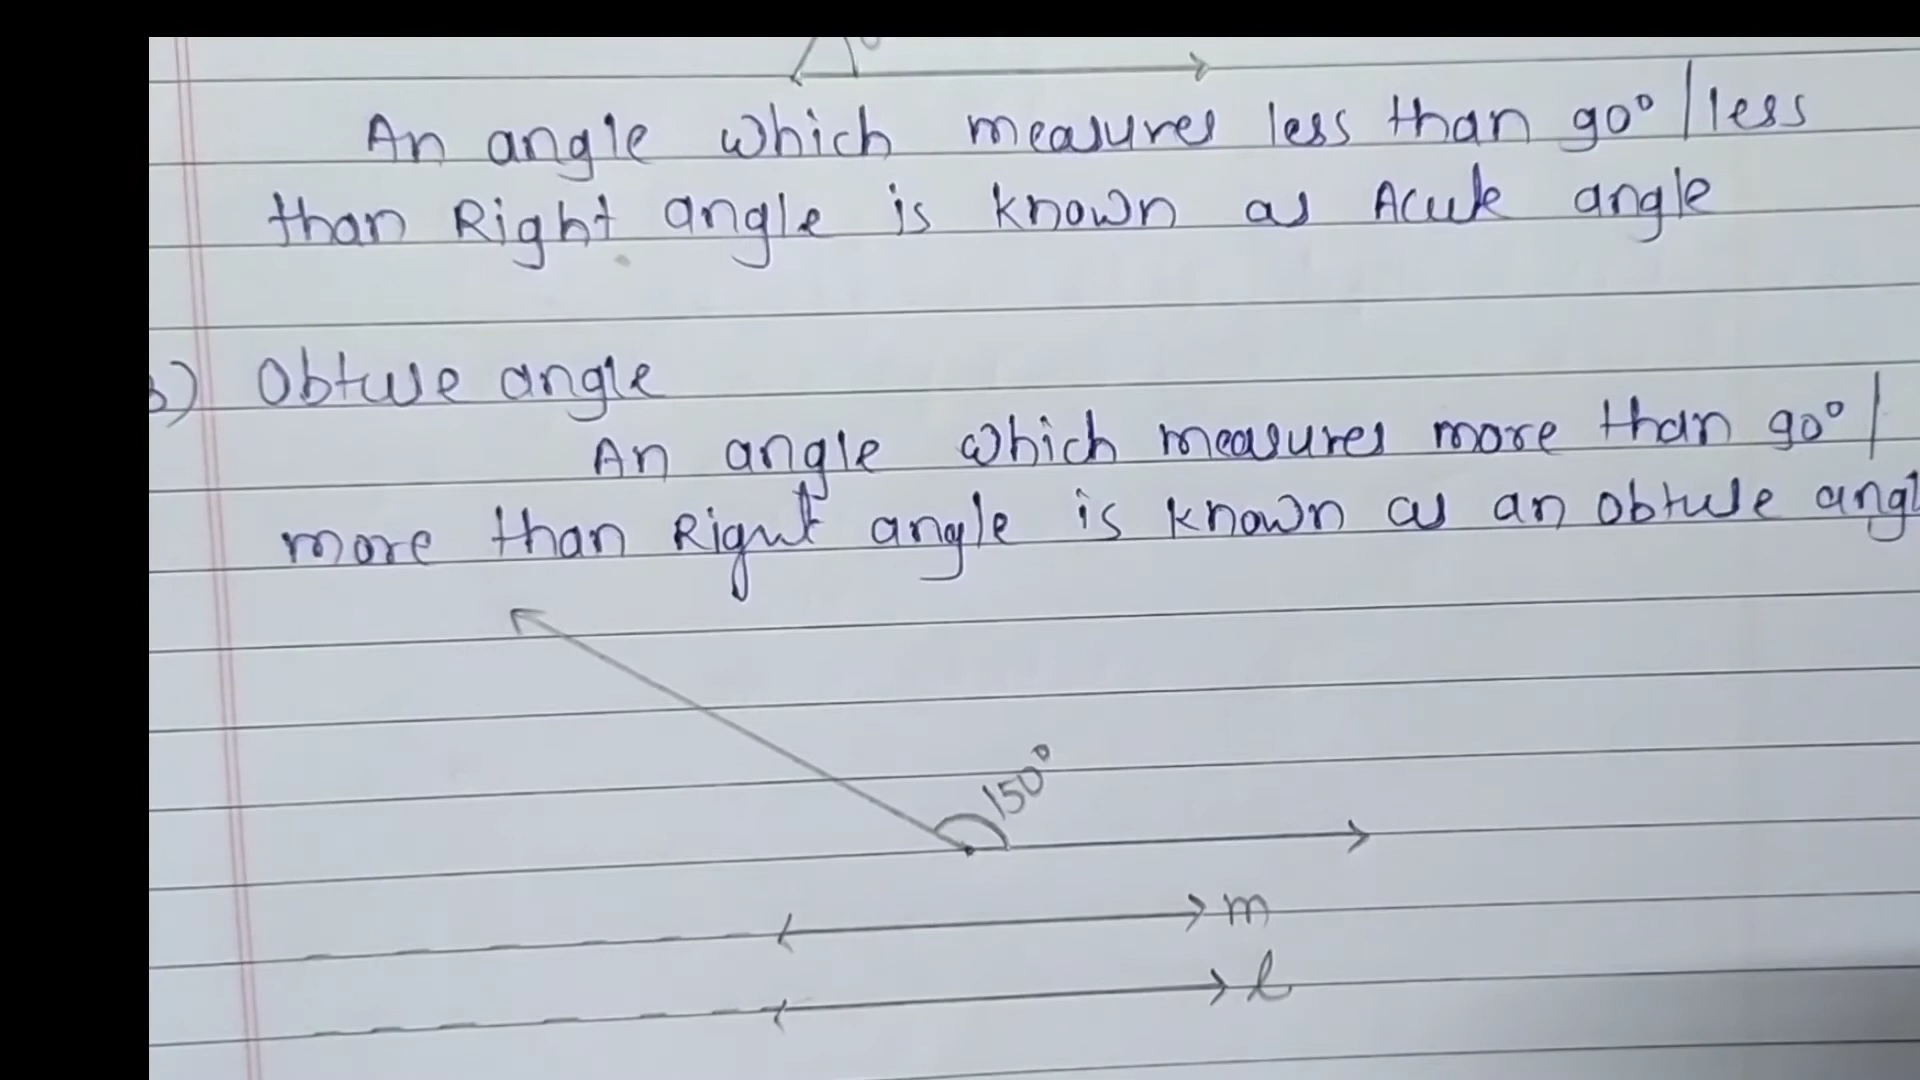 An angle which measures less than 90° / less
than Right angle is known as Acute angle
b) Obtuse angle
An angle which measures more than 90° /
more than Right angle is known as an obtuse angl
150°
m
l